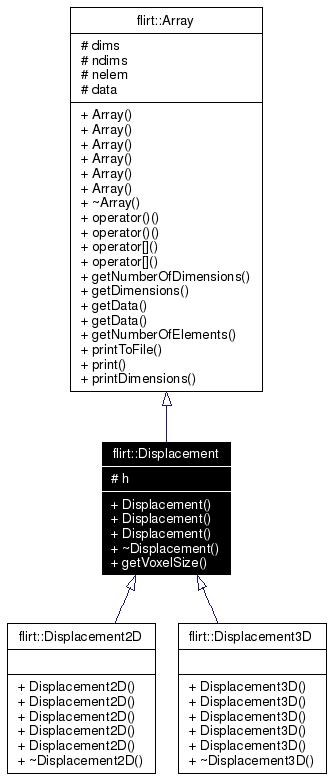 flirt::Array
# dims
# ndims
# nelem
# data
+ Array()
+ Array()
+ Array()
+ Array()
+ Array()
+ Array()
+ ~Array()
+ operator()()
+ operator()()
+ operator[]()
+ operator[]()
+ getNumberOfDimensions()
+ getDimensions()
+ getData()
+ getData()
+ getNumberOfElements()
+ printToFile()
+ print()
+ printDimensions()
flirt::Displacement
# h
+ Displacement()
+ Displacement()
+ Displacement()
+ ~Displacement()
+ getVoxelSize()
flirt::Displacement2D
+ Displacement2D()
+ Displacement2D()
+ Displacement2D()
+ Displacement2D()
+ Displacement2D()
+ ~Displacement2D()
flirt::Displacement3D
+ Displacement3D()
+ Displacement3D()
+ Displacement3D()
+ Displacement3D()
+ Displacement3D()
+ ~Displacement3D()